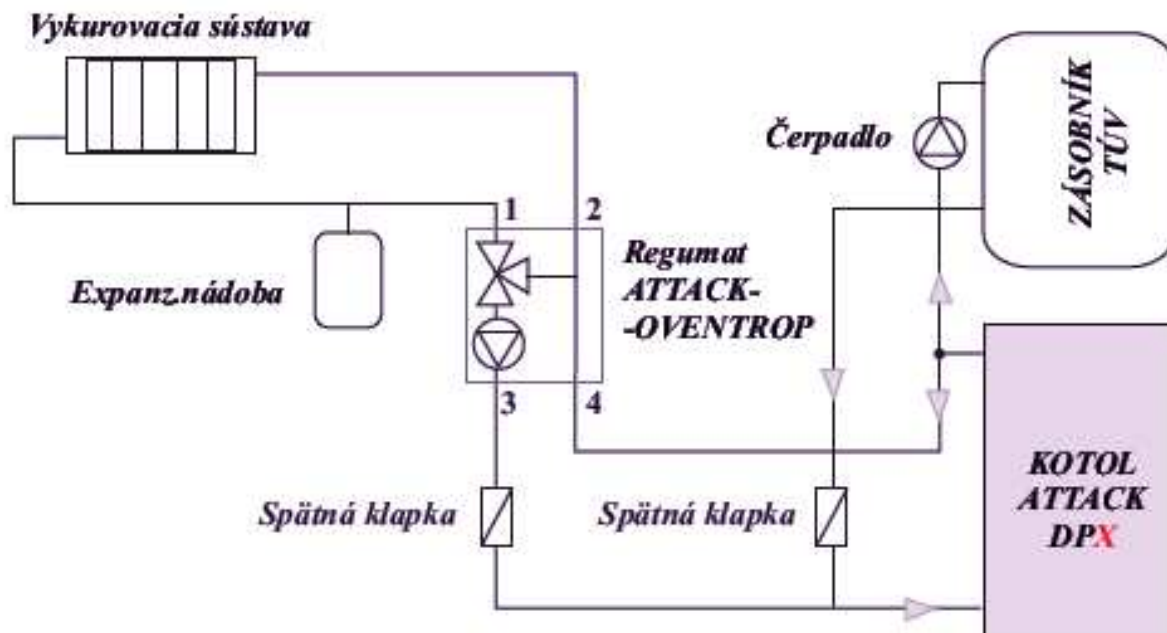 Vykurovacia sústava
Čerpadlo
ZÁSOBNÍK
TÚV
1 2
Regumat
ATTACK-
-OVENTROP
Expanz.nádoba
3 4
Spätná klapka
Spätná klapka
KOTOL
ATTACK
DPX